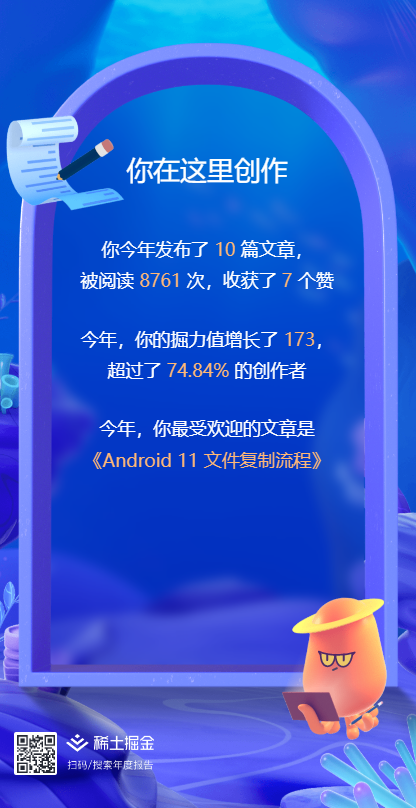 你在这里创作
你今年发布了 10 篇文章，
被阅读 8761 次，收获了 7 个赞
今年，你的掘力值增长了 173，
超过了 74.84% 的创作者
今年，你最受欢迎的文章是
《Android 11 文件复制流程》
稀土掘金
扫码/搜索年度报告